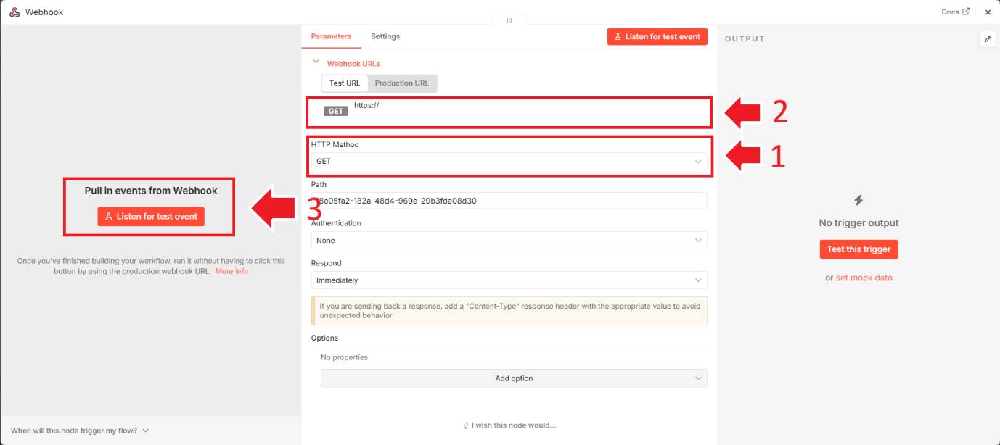 Webhook
Docs
Parameters
Settings
Listen for test event
OUTPUT
Webhook URLs
Test URL
Production URL
GET
https://
2
HTTP Method
GET
1
Pull in events from Webhook
Listen for test event
3
Once you've finished building your workflow, run it without having to click this
button by using the production webhook URL. More info
Path
8e05fa2-182a-48d4-969e-29b3fda08d30
Authentication
None
Respond
Immediately
If you are sending back a response, add a "Content-Type" response header with the appropriate value to avoid
unexpected behavior
Options
No properties
Add option
I wish this node would...
No trigger output
Test this trigger
or set mock data
When will this node trigger my flow?